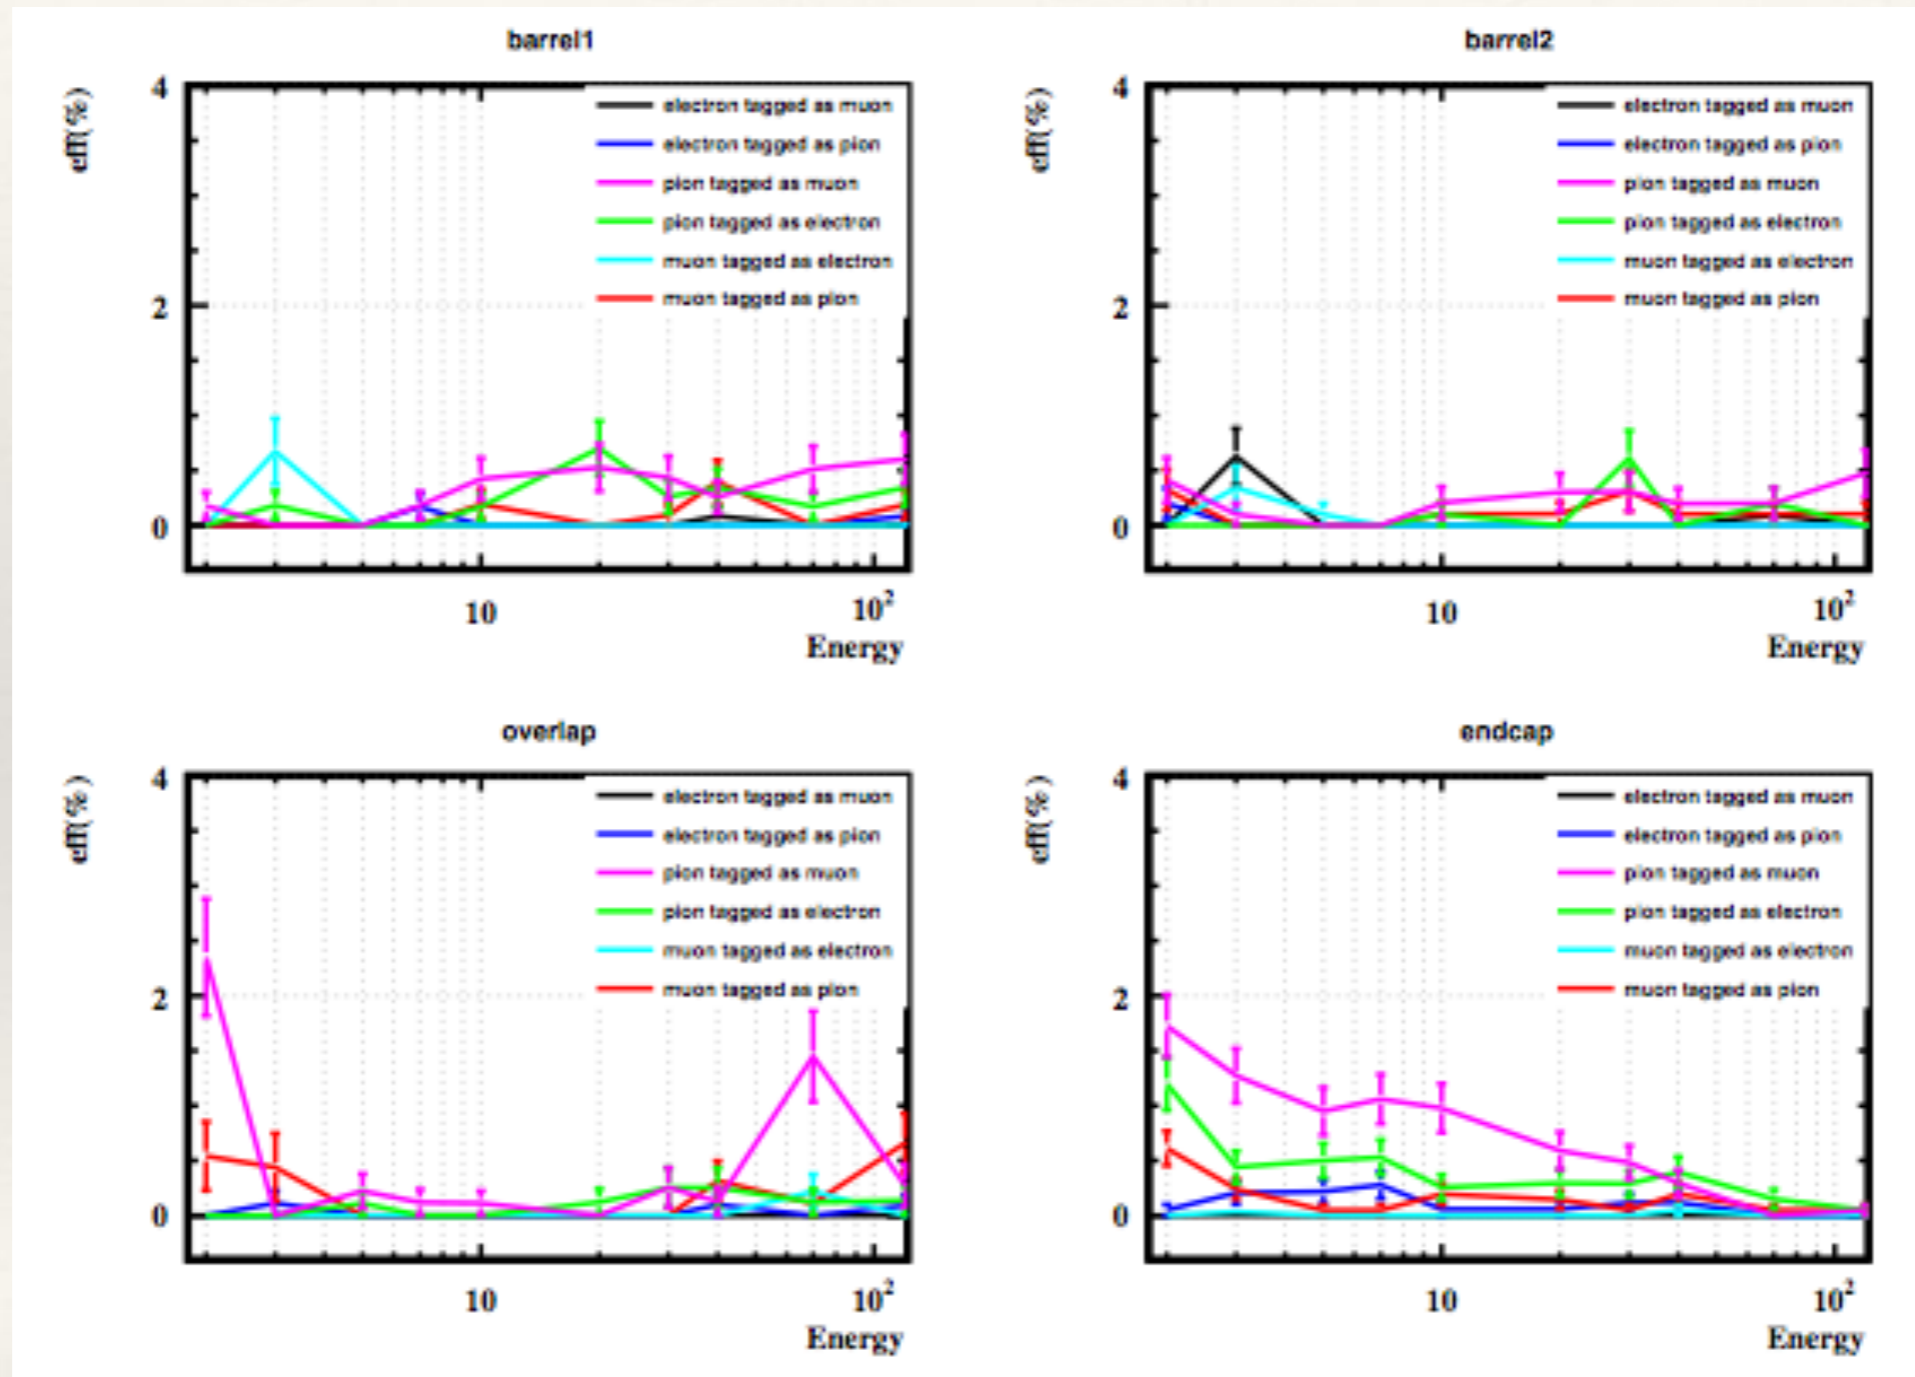 barrel1
eff(%)
4
2
0
electron tagged as muon
electron tagged as pion
pion tagged as muon
pion tagged as electron
muon tagged as electron
muon tagged as pion
10
10²
Energy
barrel2
eff(%)
4
2
0
electron tagged as muon
electron tagged as pion
pion tagged as muon
pion tagged as electron
muon tagged as electron
muon tagged as pion
10
10²
Energy
overlap
eff(%)
4
2
0
electron tagged as muon
electron tagged as pion
pion tagged as muon
pion tagged as electron
muon tagged as electron
muon tagged as pion
10
10²
Energy
endcap
eff(%)
4
2
0
electron tagged as muon
electron tagged as pion
pion tagged as muon
pion tagged as electron
muon tagged as electron
muon tagged as pion
10
10²
Energy